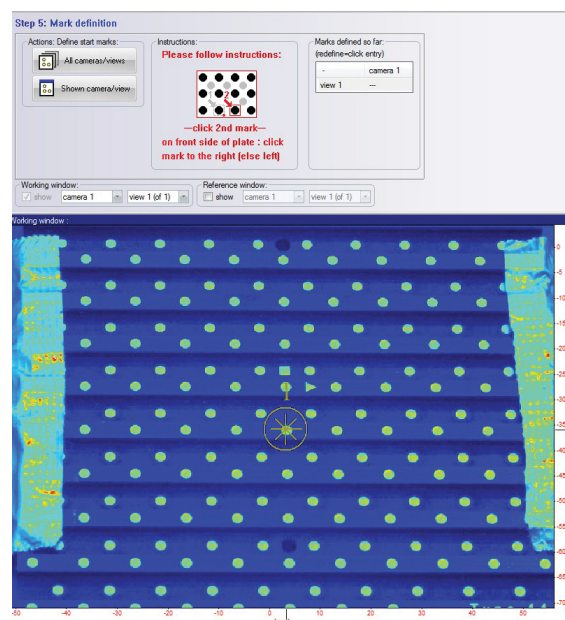 Step 5: Mark definition
Actions: Define start marks:
All cameras/views
Shown camera/view
Instructions:
Please follow instructions:
1 2
—click 2nd mark—
on front side of plate : click
mark to the right (else left)
Marks defined so far:
(redefine=click entry)
- camera 1
view 1 ---
Working window:
show camera 1 view 1 (of 1)
Reference window:
show camera 1 view 1 (of 1)
Working window :
1
-0
-5
-10
-15
-20
-25
-30
-35
-40
-45
-50
-55
-60
-65
-70
-50 -40 -30 -20 -10 0 10 20 30 40 50